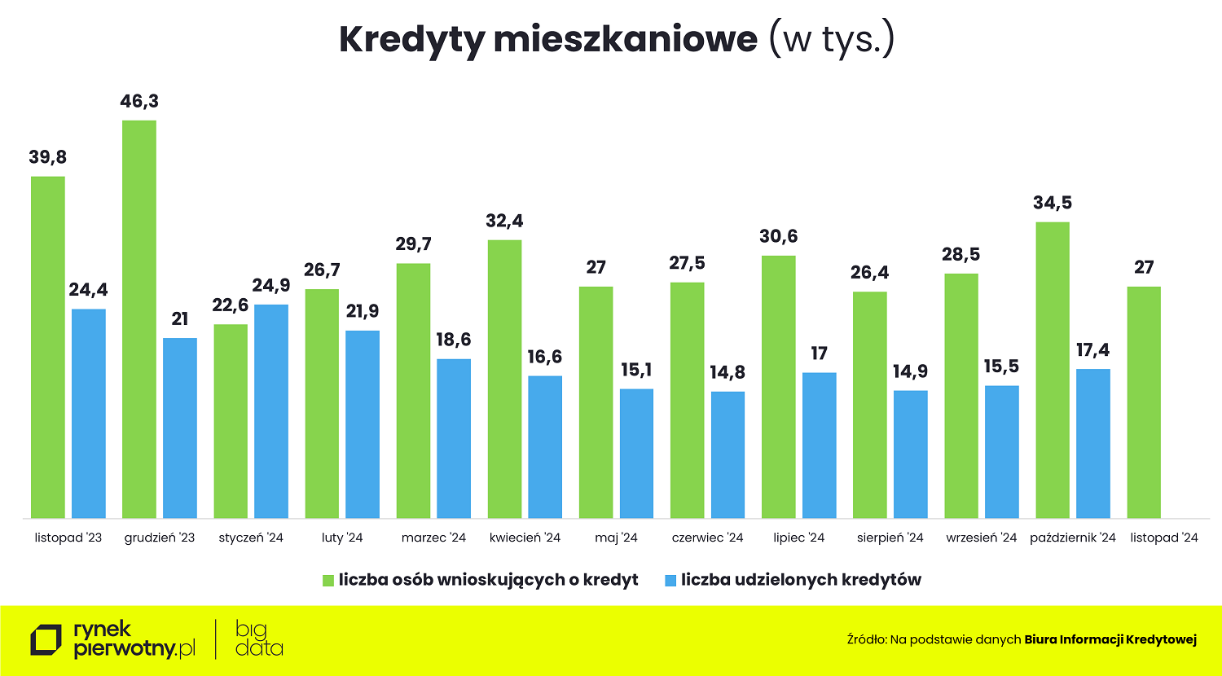 Kredyty mieszkaniowe (w tys.)
39,8
24,4
46,3
21
22,6
24,9
26,7
21,9
29,7
18,6
32,4
16,6
27
15,1
27,5
14,8
30,6
17
26,4
14,9
28,5
15,5
34,5
17,4
27
listopad '23
grudzień '23
styczeń '24
luty '24
marzec '24
kwiecień '24
maj '24
czerwiec '24
lipiec '24
sierpień '24
wrzesień '24
październik '24
listopad '24
liczba osób wnioskujących o kredyt
liczba udzielonych kredytów
rynek
pierwotny.pl
big
data
Źródło: Na podstawie danych Biura Informacji Kredytowej